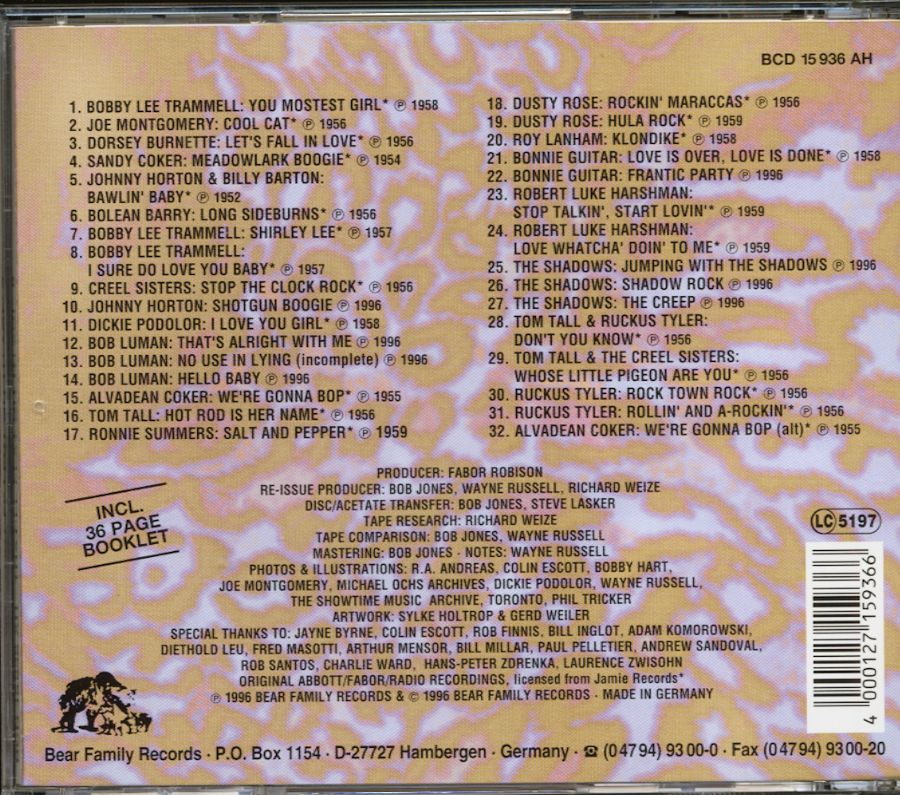 BCD 15 936 AH
1. BOBBY LEE TRAMMELL: YOU MOSTEST GIRL* ℗ 1958
2. JOE MONTGOMERY: COOL CAT* ℗ 1956
3. DORSEY BURNETTE: LET'S FALL IN LOVE* ℗ 1956
4. SANDY COKER: MEADOWLARK BOOGIE* ℗ 1954
5. JOHNNY HORTON & BILLY BARTON:
BAWLIN' BABY* ℗ 1952
6. BOLEAN BARRY: LONG SIDEBURNS* ℗ 1956
7. BOBBY LEE TRAMMELL: SHIRLEY LEE* ℗ 1957
8. BOBBY LEE TRAMMELL:
I SURE DO LOVE YOU BABY* ℗ 1957
9. CREEL SISTERS: STOP THE CLOCK ROCK* ℗ 1956
10. JOHNNY HORTON: SHOTGUN BOOGIE ℗ 1996
11. DICKIE PODOLOR: I LOVE YOU GIRL* ℗ 1958
12. BOB LUMAN: THAT'S ALRIGHT WITH ME ℗ 1996
13. BOB LUMAN: NO USE IN LYING (incomplete) ℗ 1996
14. BOB LUMAN: HELLO BABY ℗ 1996
15. ALVADEAN COKER: WE'RE GONNA BOP* ℗ 1955
16. TOM TALL: HOT ROD IS HER NAME* ℗ 1956
17. RONNIE SUMMERS: SALT AND PEPPER* ℗ 1959
18. DUSTY ROSE: ROCKIN' MARACCAS* ℗ 1956
19. DUSTY ROSE: HULA ROCK* ℗ 1959
20. ROY LANHAM: KLONDIKE* ℗ 1958
21. BONNIE GUITAR: LOVE IS OVER, LOVE IS DONE* ℗ 1958
22. BONNIE GUITAR: FRANTIC PARTY ℗ 1996
23. ROBERT LUKE HARSHMAN:
STOP TALKIN', START LOVIN'* ℗ 1959
24. ROBERT LUKE HARSHMAN:
LOVE WHATCHA' DOIN' TO ME* ℗ 1959
25. THE SHADOWS: JUMPING WITH THE SHADOWS ℗ 1996
26. THE SHADOWS: SHADOW ROCK ℗ 1996
27. THE SHADOWS: THE CREEP ℗ 1996
28. TOM TALL & RUCKUS TYLER:
DON'T YOU KNOW* ℗ 1956
29. TOM TALL & THE CREEL SISTERS:
WHOSE LITTLE PIGEON ARE YOU* ℗ 1956
30. RUCKUS TYLER: ROCK TOWN ROCK* ℗ 1956
31. RUCKUS TYLER: ROLLIN' AND A-ROCKIN'* ℗ 1956
32. ALVADEAN COKER: WE'RE GONNA BOP (alt)* ℗ 1955
PRODUCER: FABOR ROBISON
RE-ISSUE PRODUCER: BOB JONES, WAYNE RUSSELL, RICHARD WEIZE
DISC/ACETATE TRANSFER: BOB JONES, STEVE LASKER
TAPE RESEARCH: RICHARD WEIZE
TAPE COMPARISON: BOB JONES, WAYNE RUSSELL
MASTERING: BOB JONES · NOTES: WAYNE RUSSELL
PHOTOS & ILLUSTRATIONS: R.A. ANDREAS, COLIN ESCOTT, BOBBY HART,
JOE MONTGOMERY, MICHAEL OCHS ARCHIVES, DICKIE PODOLOR, WAYNE RUSSELL,
THE SHOWTIME MUSIC ARCHIVE, TORONTO, PHIL TRICKER
ARTWORK: SYLKE HOLTROP & GERD WEILER
SPECIAL THANKS TO: JAYNE BYRNE, COLIN ESCOTT, ROB FINNIS, BILL INGLOT, ADAM KOMOROWSKI,
DIETHOLD LEU, FRED MASOTTI, ARTHUR MENSOR, BILL MILLAR, PAUL PELLETIER, ANDREW SANDOVAL,
ROB SANTOS, CHARLIE WARD, HANS-PETER ZDRENKA, LAURENCE ZWISOHN
ORIGINAL ABBOTT/FABOR/RADIO RECORDINGS, licensed from Jamie Records*
℗ 1996 BEAR FAMILY RECORDS & © 1996 BEAR FAMILY RECORDS · MADE IN GERMANY
INCL.
36 PAGE
BOOKLET
LC 5197
4 000127 159366
Bear Family Records · P.O. Box 1154 · D-27727 Hambergen · Germany · ☎ (0 47 94) 93 00-0 · Fax (0 47 94) 93 00-20